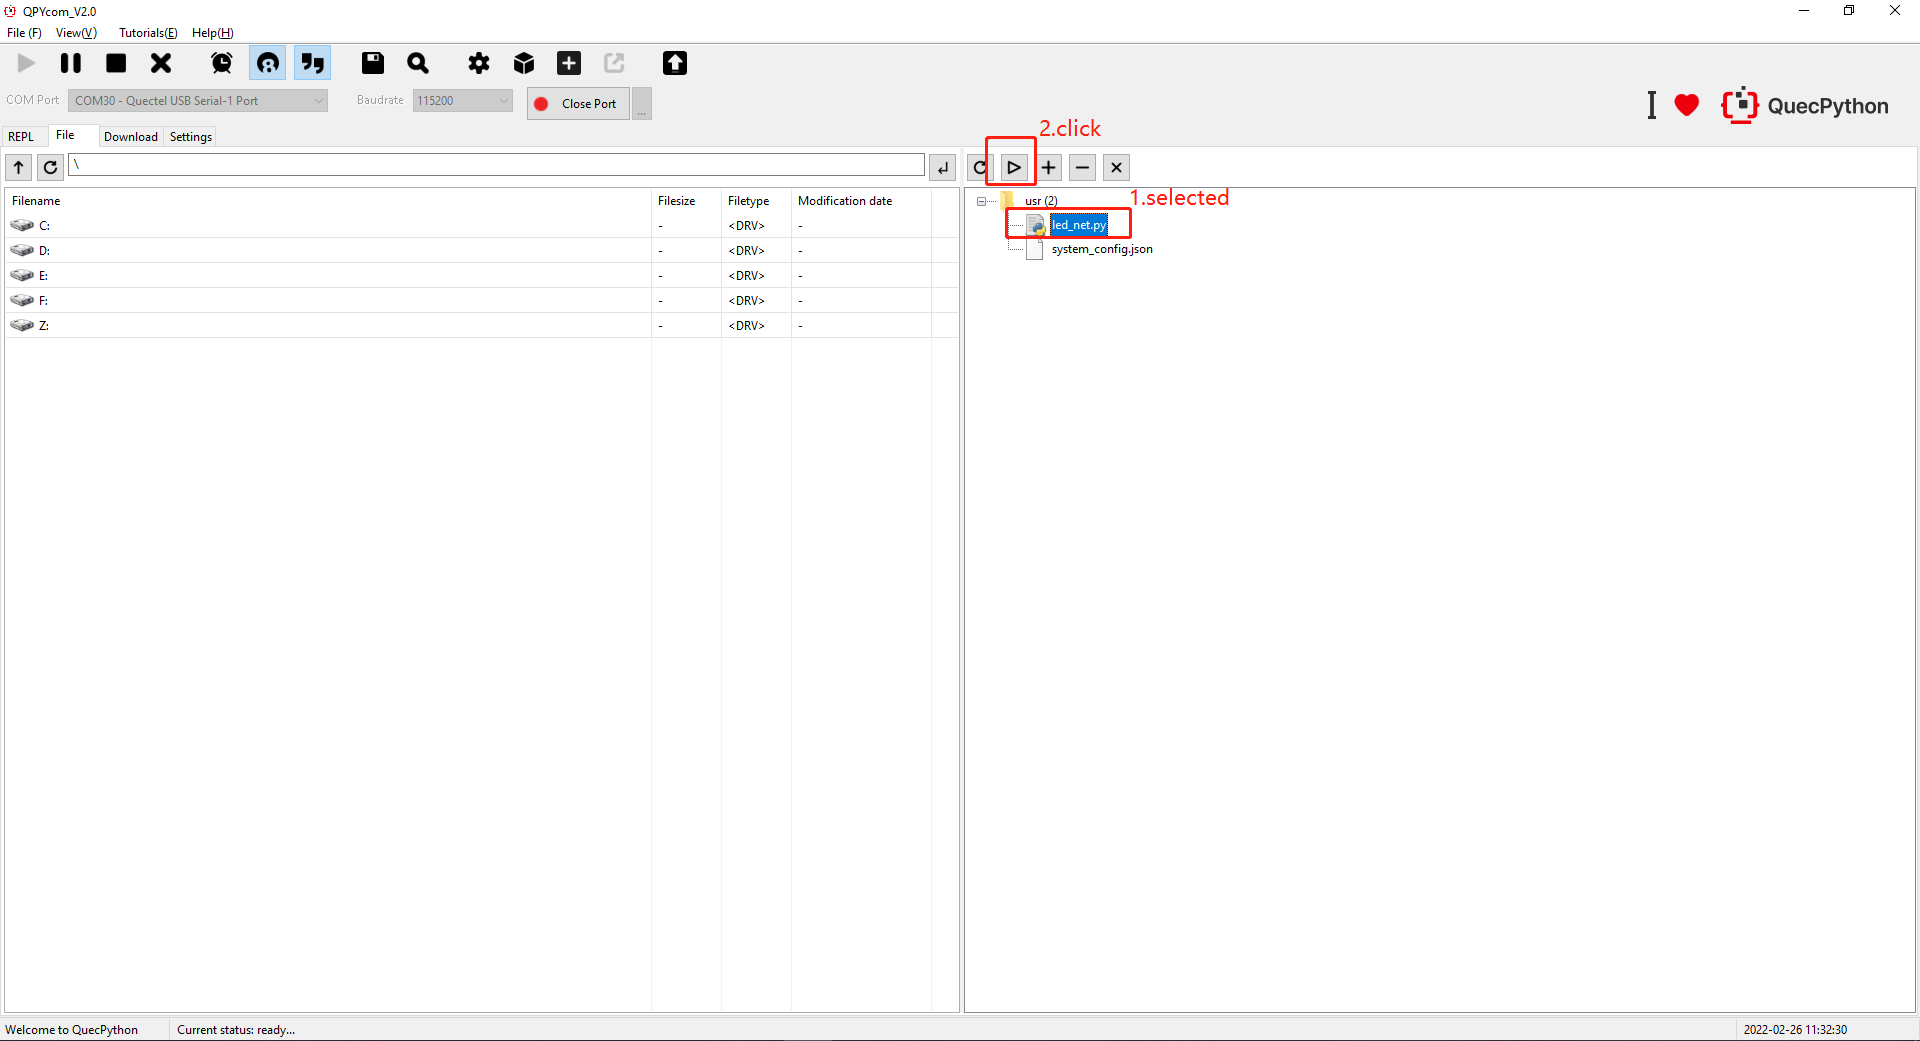 QPYcom_V2.0
File (F) View(V) Tutorials(E) Help(H)
COM Port COM30 - Quectel USB Serial-1 Port Baudrate 115200 Close Port ...
I QuecPython
REPL File Download Settings
2.click
\
Filename Filesize Filetype Modification date
C: - <DRV> -
D: - <DRV> -
E: - <DRV> -
F: - <DRV> -
Z: - <DRV> -
usr (2)
1.selected
led_net.py
system_config.json
Welcome to QuecPython Current status: ready... 2022-02-26 11:32:30